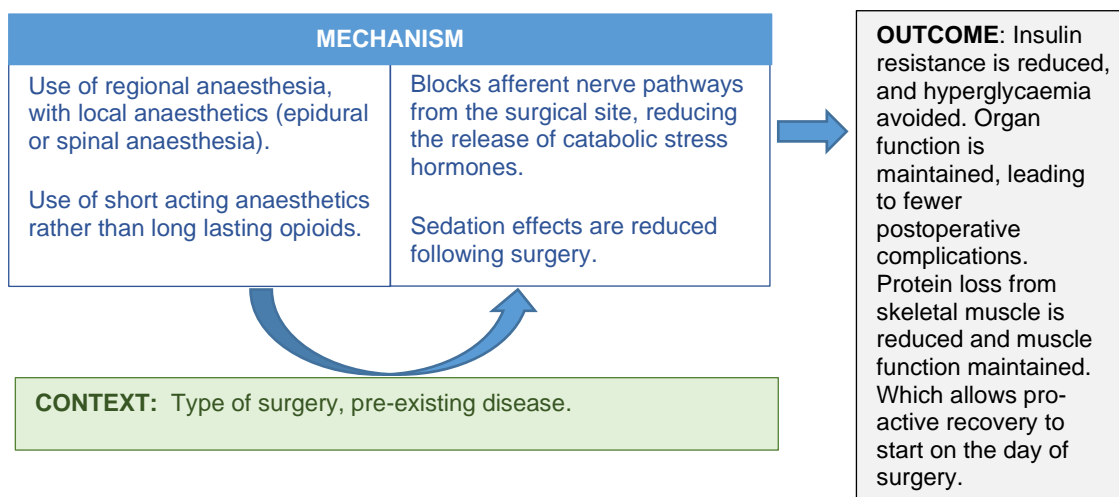 MECHANISM
Use of regional anaesthesia,
with local anaesthetics (epidural
or spinal anaesthesia).
Use of short acting anaesthetics
rather than long lasting opioids.
Blocks afferent nerve pathways
from the surgical site, reducing
the release of catabolic stress
hormones.
Sedation effects are reduced
following surgery.
CONTEXT: Type of surgery, pre-existing disease.
OUTCOME: Insulin
resistance is reduced,
and hyperglycaemia
avoided. Organ
function is
maintained, leading
to fewer
postoperative
complications.
Protein loss from
skeletal muscle is
reduced and muscle
function maintained.
Which allows pro-
active recovery to
start on the day of
surgery.